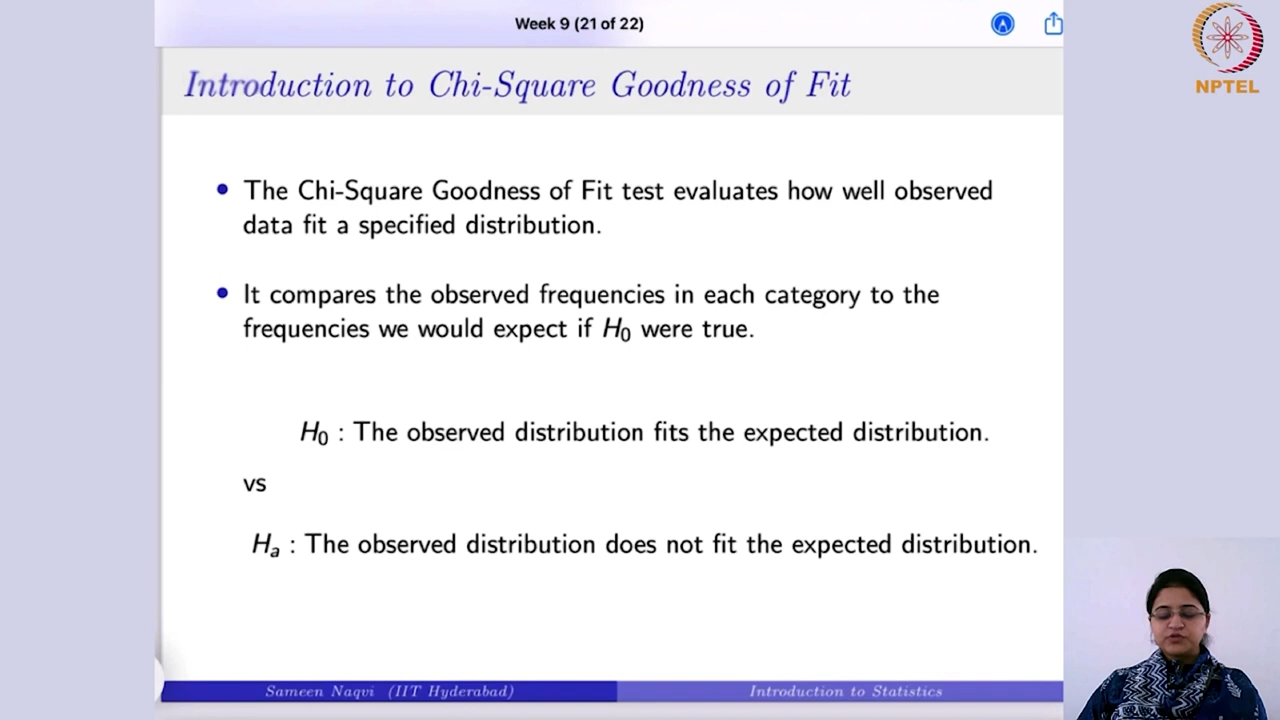 Week 9 (21 of 22)
NPTEL
Introduction to Chi-Square Goodness of Fit
• The Chi-Square Goodness of Fit test evaluates how well observed
data fit a specified distribution.
• It compares the observed frequencies in each category to the
frequencies we would expect if H₀ were true.
H₀ : The observed distribution fits the expected distribution.
vs
Hₐ : The observed distribution does not fit the expected distribution.
Sameen Naqvi (IIT Hyderabad)
Introduction to Statistics